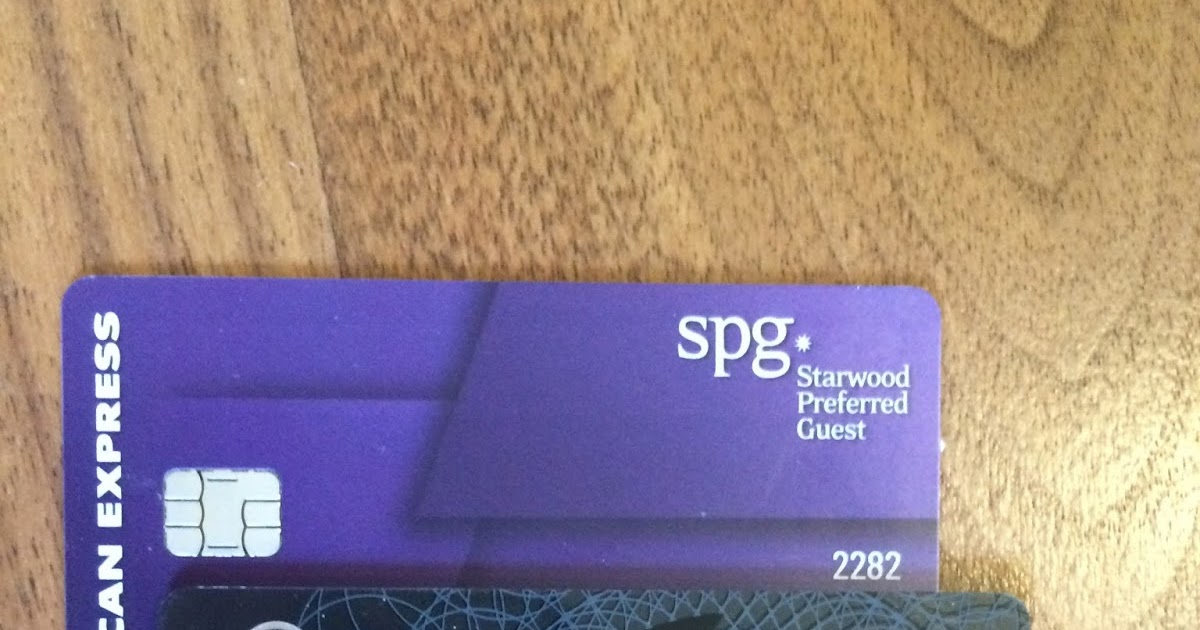 CAN EXPRESS
spg
Starwood
Preferred
Guest
2282